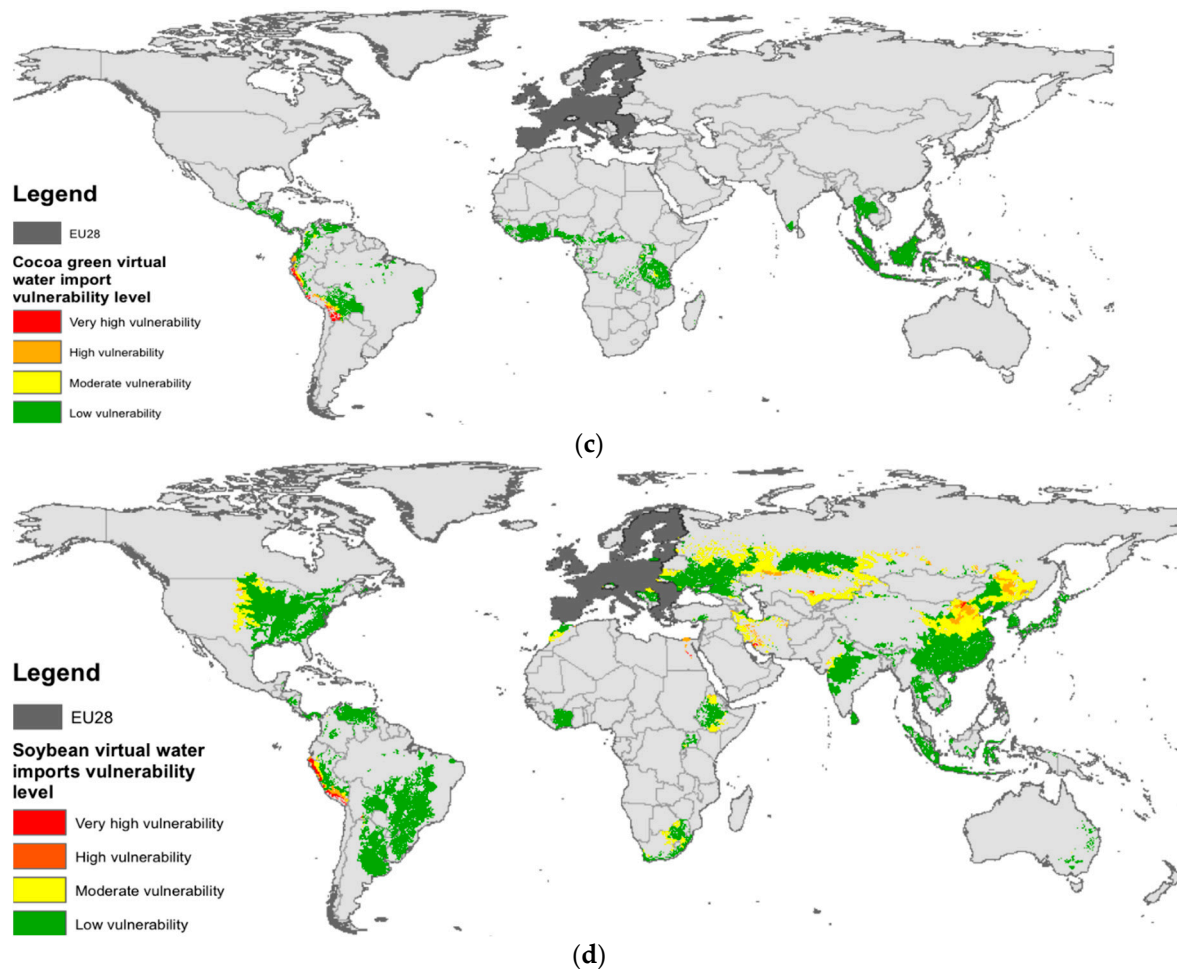 Legend
EU28
Cocoa green virtual
water import
vulnerability level
Very high vulnerability
High vulnerability
Moderate vulnerability
Low vulnerability
(c)
Legend
EU28
Soybean virtual water
imports vulnerability
level
Very high vulnerability
High vulnerability
Moderate vulnerability
Low vulnerability
(d)